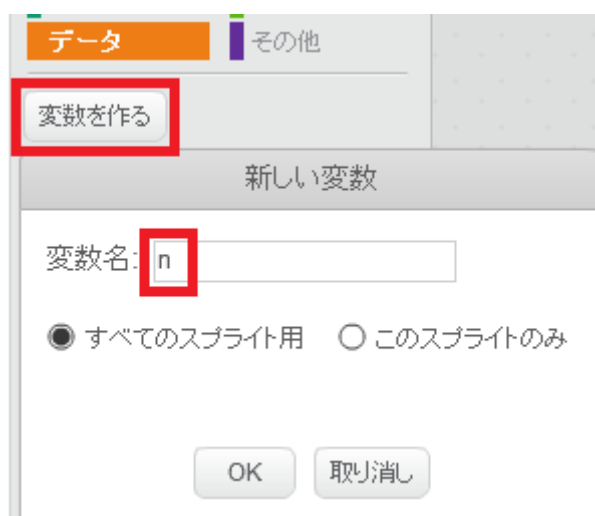 データ その他
変数を作る
新しい変数
変数名: n
すべてのスプライト用 このスプライトのみ
OK 取り消し